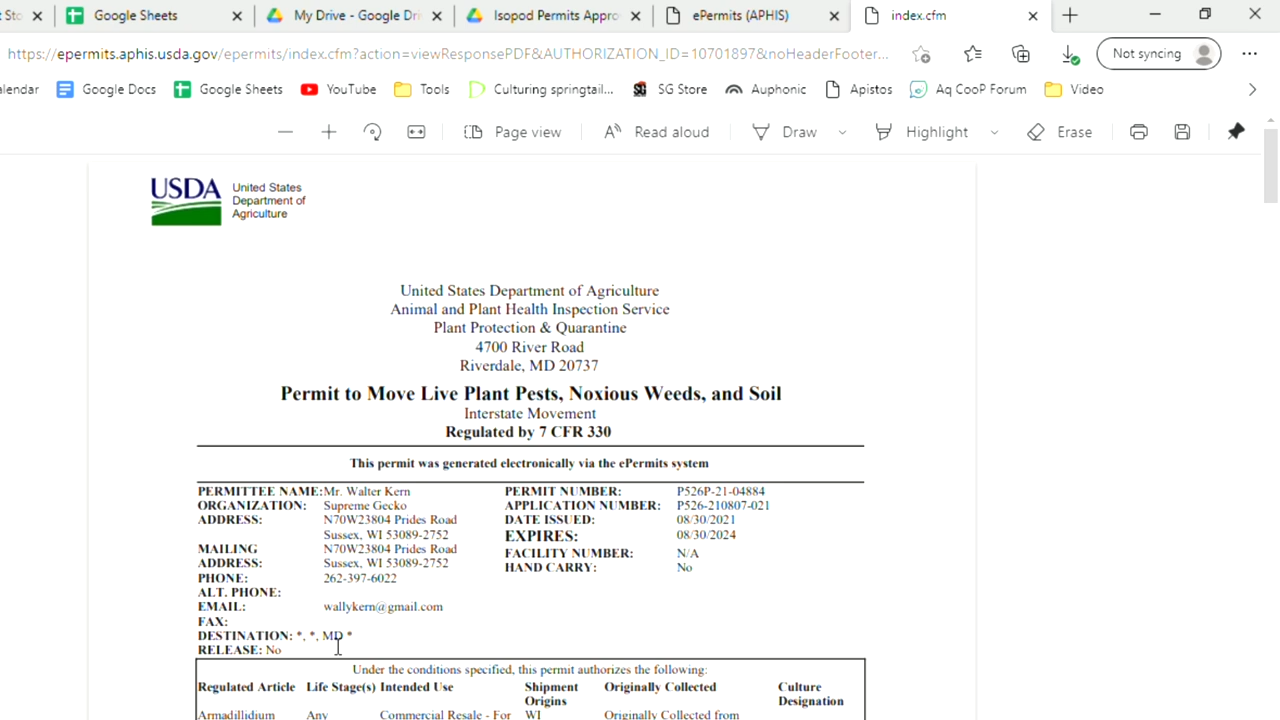 t Sto
Google Sheets
My Drive - Google Dri
Isopod Permits Appro
ePermits (APHIS)
index.cfm
https://epermits.aphis.usda.gov/epermits/index.cfm?action=viewResponsePDF&AUTHORIZATION_ID=10701897&noHeaderFooter...
Not syncing
alendar
Google Docs
Google Sheets
YouTube
Tools
Culturing springtail...
SG Store
Auphonic
Apistos
Aq CooP Forum
Video
Page view
Read aloud
Draw
Highlight
Erase
USDA
United States
Department of
Agriculture
United States Department of Agriculture
Animal and Plant Health Inspection Service
Plant Protection & Quarantine
4700 River Road
Riverdale, MD 20737
Permit to Move Live Plant Pests, Noxious Weeds, and Soil
Interstate Movement
Regulated by 7 CFR 330
This permit was generated electronically via the ePermits system
PERMITTEE NAME: Mr. Walter Kern
ORGANIZATION: Supreme Gecko
ADDRESS: N70W23804 Prides Road
Sussex, WI 53089-2752
MAILING N70W23804 Prides Road
ADDRESS: Sussex, WI 53089-2752
PHONE: 262-397-6022
ALT. PHONE:
EMAIL: wallykern@gmail.com
FAX:
DESTINATION: *, *, MD *
RELEASE: No
PERMIT NUMBER: P526P-21-04884
APPLICATION NUMBER: P526-210807-021
DATE ISSUED: 08/30/2021
EXPIRES: 08/30/2024
FACILITY NUMBER: N/A
HAND CARRY: No
Under the conditions specified, this permit authorizes the following:
Regulated Article Life Stage(s) Intended Use Shipment Originally Collected Culture
Origins Designation
Armadillidium Any Commercial Resale - For WI Originally Collected from